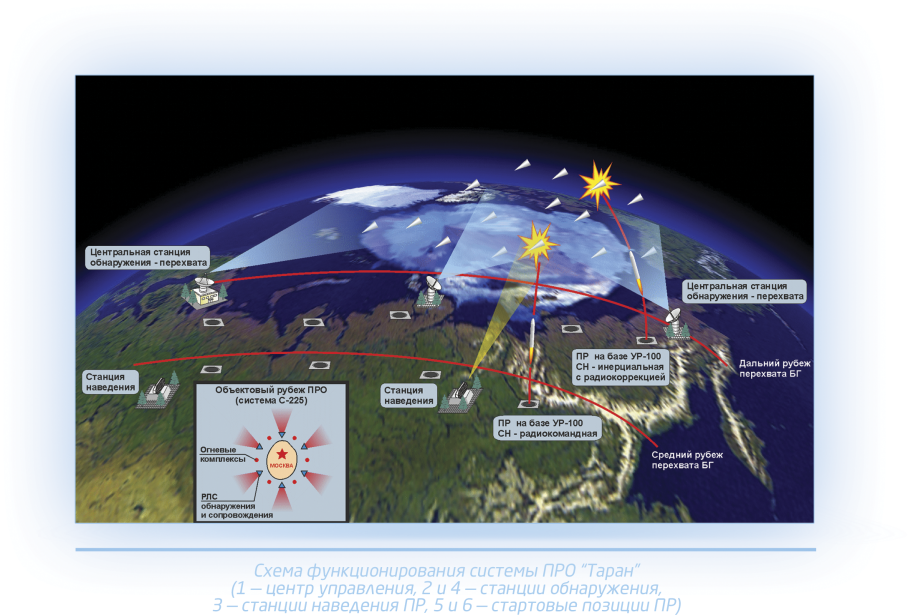 Центральная станция
обнаружения - перехвата
Центральная станция
обнаружения - перехвата
ПР на базе УР-100
СН - инерциальная
с радиокоррекцией
Дальний рубеж
перехвата БГ
Станция
наведения
Станция
наведения
ПР на базе УР-100
СН - радиокомандная
Средний рубеж
перехвата БГ
Объектовый рубеж ПРО
(система С-225)
Огневые
комплексы
МОСКВА
РЛС
обнаружения
и сопровождения
Схема функционирования системы ПРО "Таран"
(1 — центр управления, 2 и 4 — станции обнаружения,
3 — станции наведения ПР, 5 и 6 — стартовые позиции ПР)